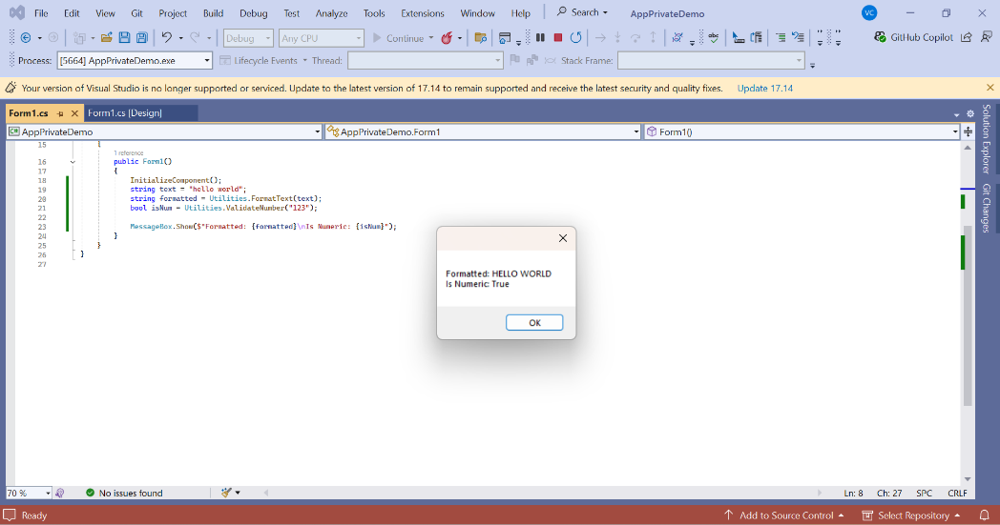 File Edit View Git Project Build Debug Test Analyze Tools Extensions Window Help Search AppPrivateDemo VC
Debug Any CPU Continue GitHub Copilot
Process: [5664] AppPrivateDemo.exe Lifecycle Events Thread: Stack Frame:
Your version of Visual Studio is no longer supported or serviced. Update to the latest version of 17.14 to remain supported and receive the latest security and quality fixes. Update 17.14
Form1.cs Form1.cs [Design]
AppPrivateDemo AppPrivateDemo.Form1 Form1()
Solution Explorer
Git Changes
15 {
1 reference
16 public Form1()
17 {
18 InitializeComponent();
19 string text = "hello world";
20 string formatted = Utilities.FormatText(text);
21 bool isNum = Utilities.ValidateNumber("123");
22
23 MessageBox.Show($"Formatted: {formatted}\nIs Numeric: {isNum}");
24 }
25 }
26 }
27
Formatted: HELLO WORLD
Is Numeric: True
OK
70 % No issues found Ln: 8 Ch: 27 SPC CRLF
Ready Add to Source Control Select Repository